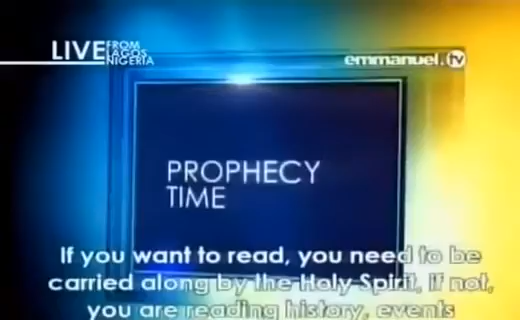 LIVE FROM LAGOS NIGERIA
emmanuel.tv
PROPHECY
TIME
If you want to read, you need to be
carried along by the Holy Spirit, If not,
you are reading history, events